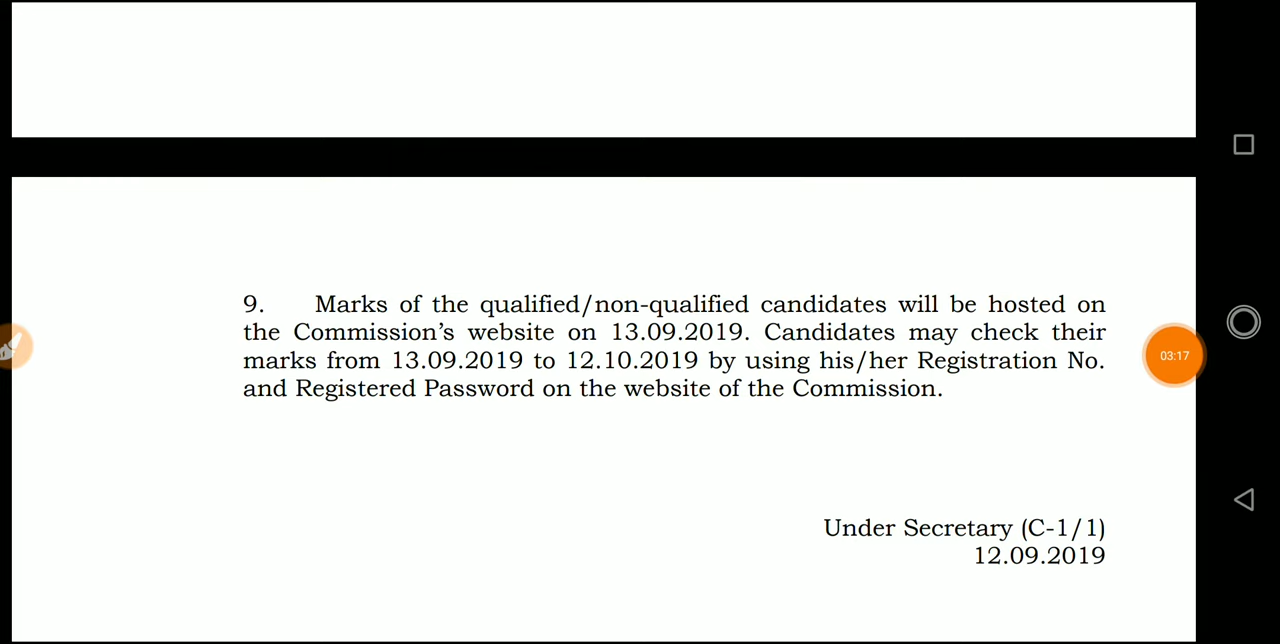 9. Marks of the qualified/non-qualified candidates will be hosted on
the Commission’s website on 13.09.2019. Candidates may check their
marks from 13.09.2019 to 12.10.2019 by using his/her Registration No.
and Registered Password on the website of the Commission.
03:17
Under Secretary (C-1/1)
12.09.2019